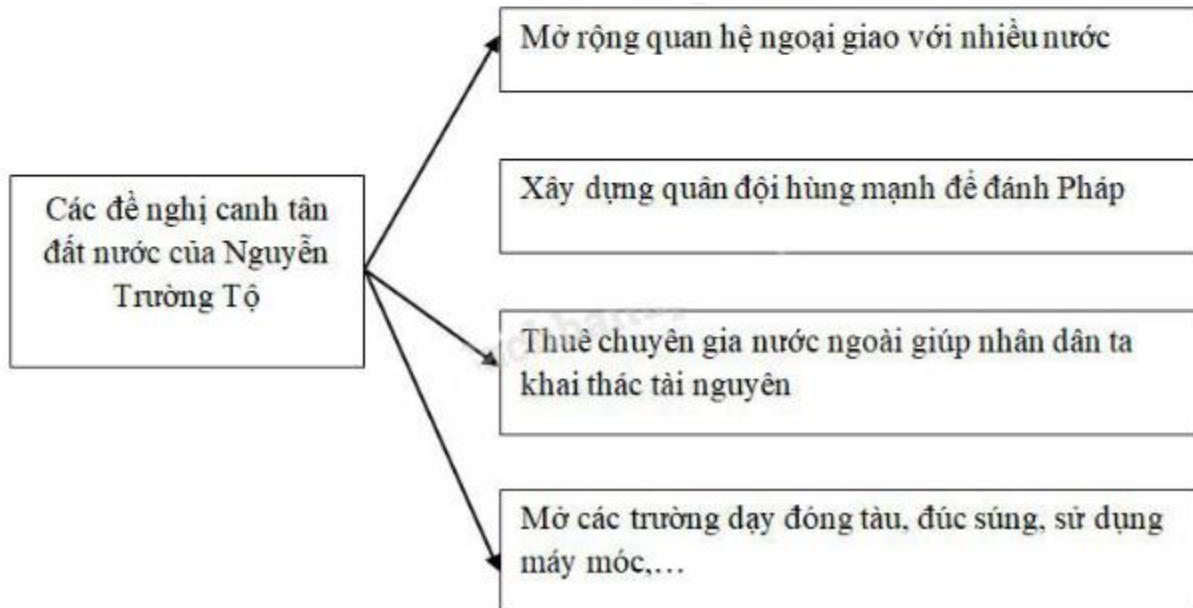 Mở rộng quan hệ ngoại giao với nhiều nước
Xây dựng quân đội hùng mạnh để đánh Pháp
Các đề nghị canh tân
đất nước của Nguyễn
Trường Tộ
Thuê chuyên gia nước ngoài giúp nhân dân ta
khai thác tài nguyên
Mở các trường dạy đóng tàu, đúc súng, sử dụng
máy móc,…